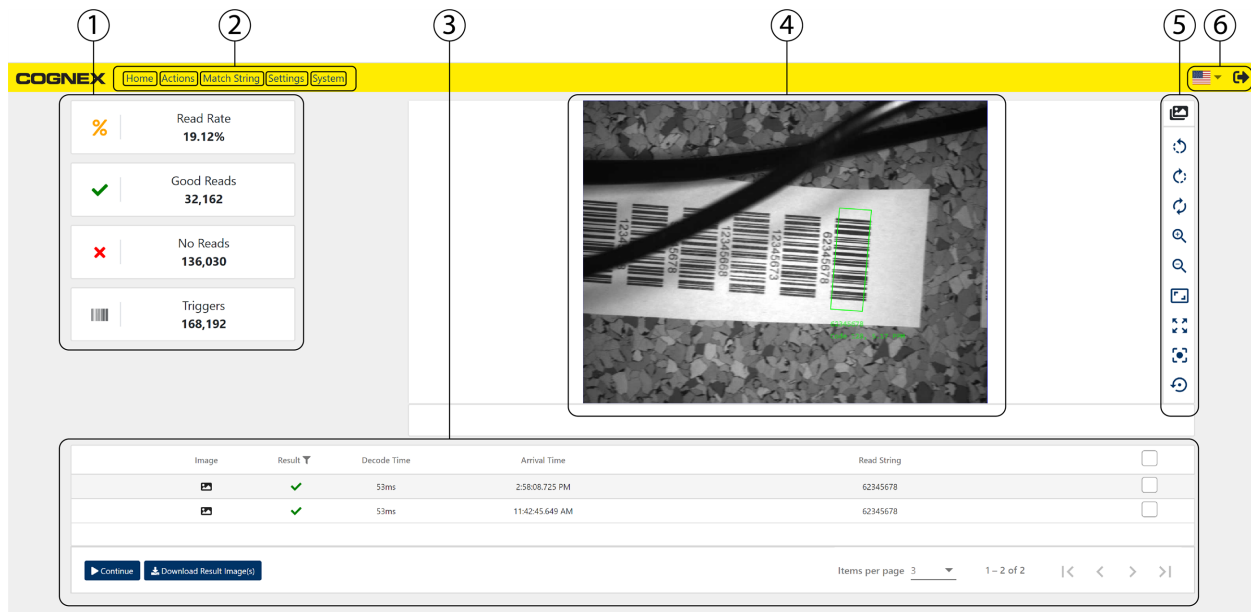 1 2 3 4 5 6
COGNEX Home Actions Match String Settings System
Read Rate
19.12%
Good Reads
32,162
No Reads
136,030
Triggers
168,192
12345668
12345673
62345678
62345678
Image Result Decode Time Arrival Time Read String
53ms 2:58:08.725 PM 62345678
53ms 11:42:45.649 AM 62345678
Continue Download Result Image(s) Items per page 3 1 – 2 of 2